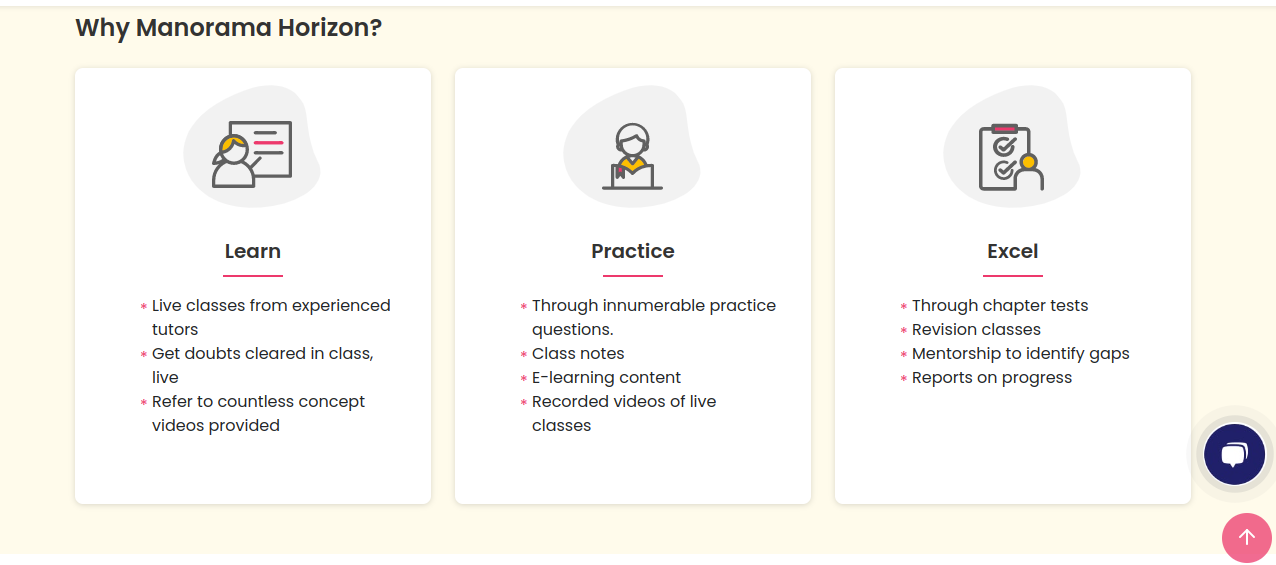 Why Manorama Horizon?
Learn
* Live classes from experienced
tutors
* Get doubts cleared in class,
live
* Refer to countless concept
videos provided
Practice
* Through innumerable practice
questions.
* Class notes
* E-learning content
* Recorded videos of live
classes
Excel
* Through chapter tests
* Revision classes
* Mentorship to identify gaps
* Reports on progress